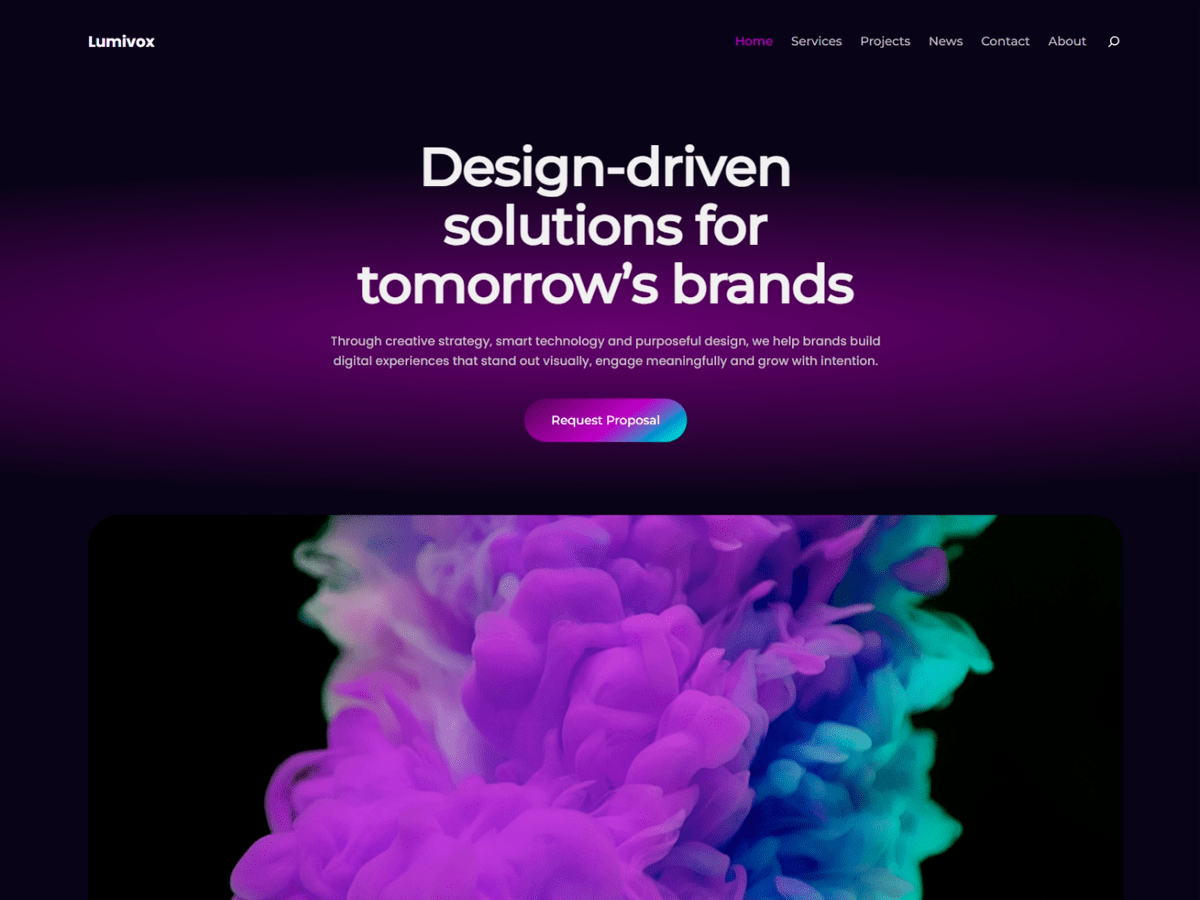 Lumivox
Home Services Projects News Contact About
Design-driven
solutions for
tomorrow’s brands
Through creative strategy, smart technology and purposeful design, we help brands build
digital experiences that stand out visually, engage meaningfully and grow with intention.
Request Proposal